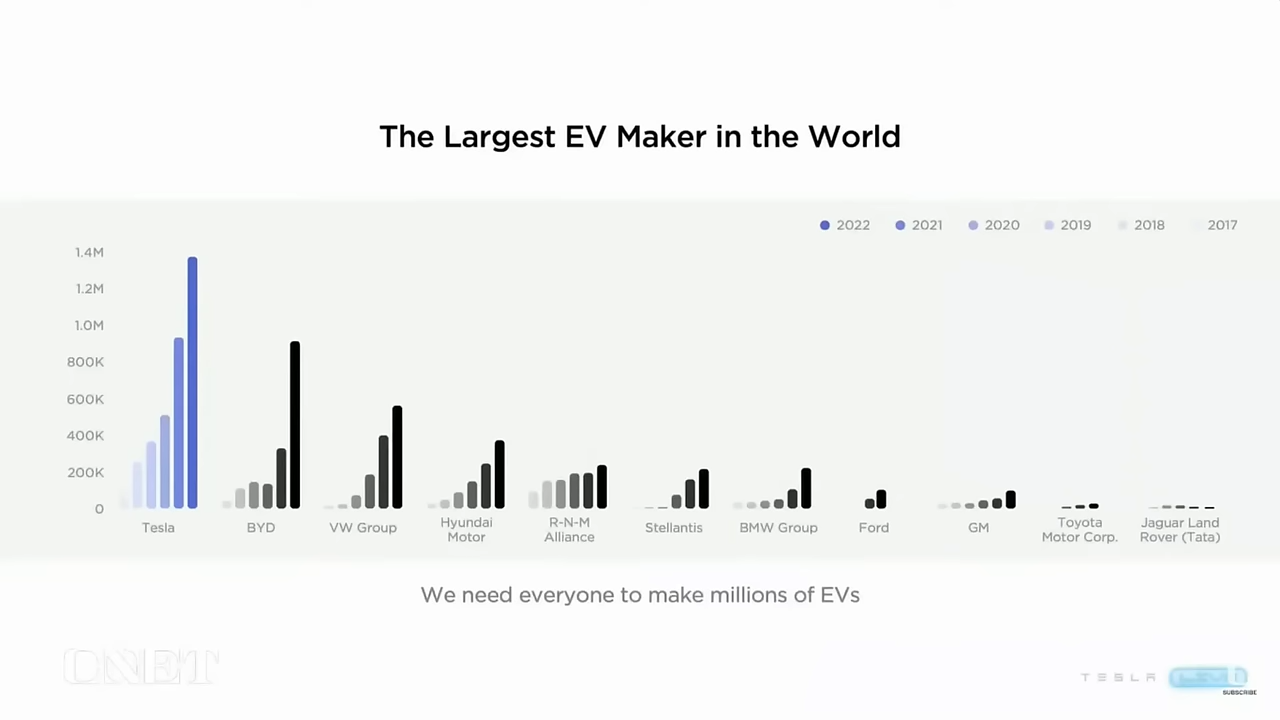 The Largest EV Maker in the World
2022 2021 2020 2019 2018 2017
1.4M
1.2M
1.0M
800K
600K
400K
200K
0
Tesla
BYD
VW Group
Hyundai
Motor
R-N-M
Alliance
Stellantis
BMW Group
Ford
GM
Toyota
Motor Corp.
Jaguar Land
Rover (Tata)
We need everyone to make millions of EVs
CNET
TESLA
SUBSCRIBE